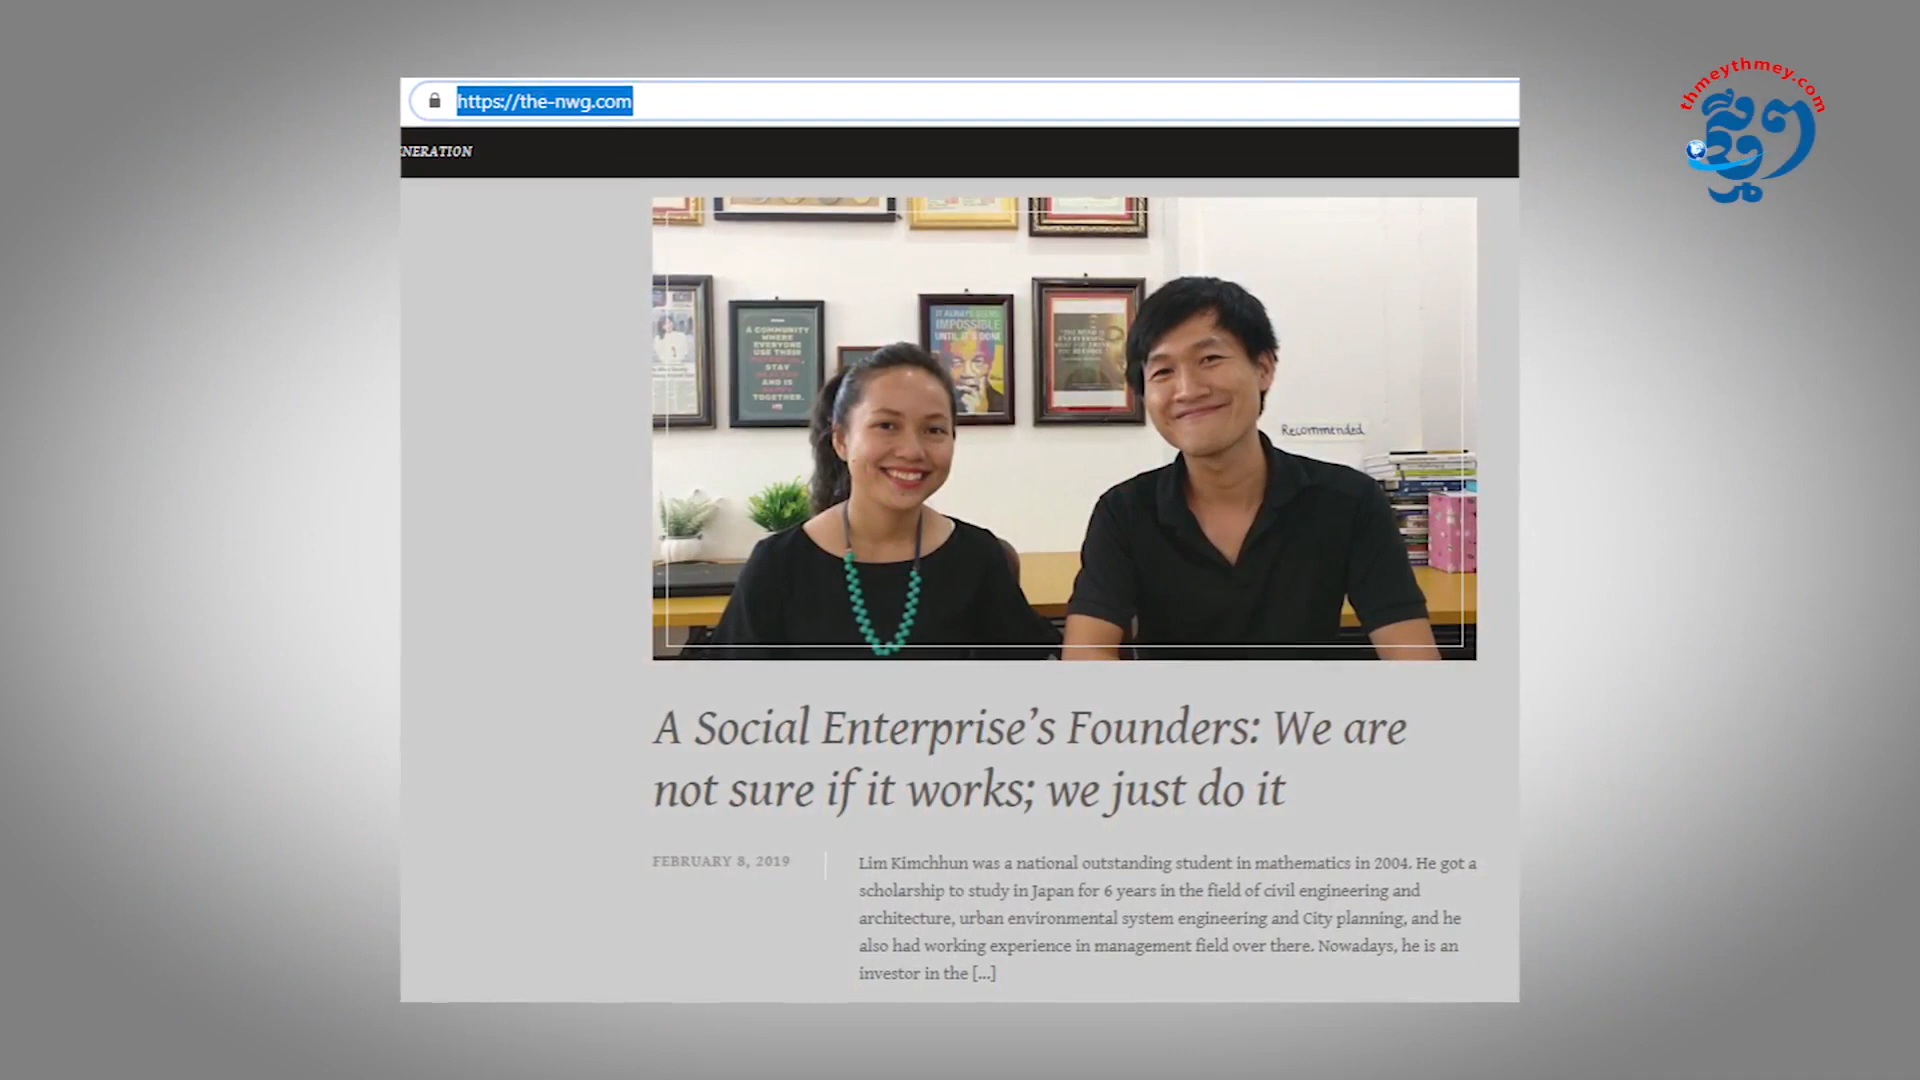 thmeythmey.com
https://the-nwg.com
NERATION
A COMMUNITY
WHERE
EVERYONE
USE THEIR
STAY
AND IS
TOGETHER.
IT ALWAYS SEEMS
IMPOSSIBLE
UNTIL IT'S DONE
Recommended
A Social Enterprise’s Founders: We are
not sure if it works; we just do it
FEBRUARY 8, 2019
Lim Kimchhun was a national outstanding student in mathematics in 2004. He got a
scholarship to study in Japan for 6 years in the field of civil engineering and
architecture, urban environmental system engineering and City planning, and he
also had working experience in management field over there. Nowadays, he is an
investor in the [...]